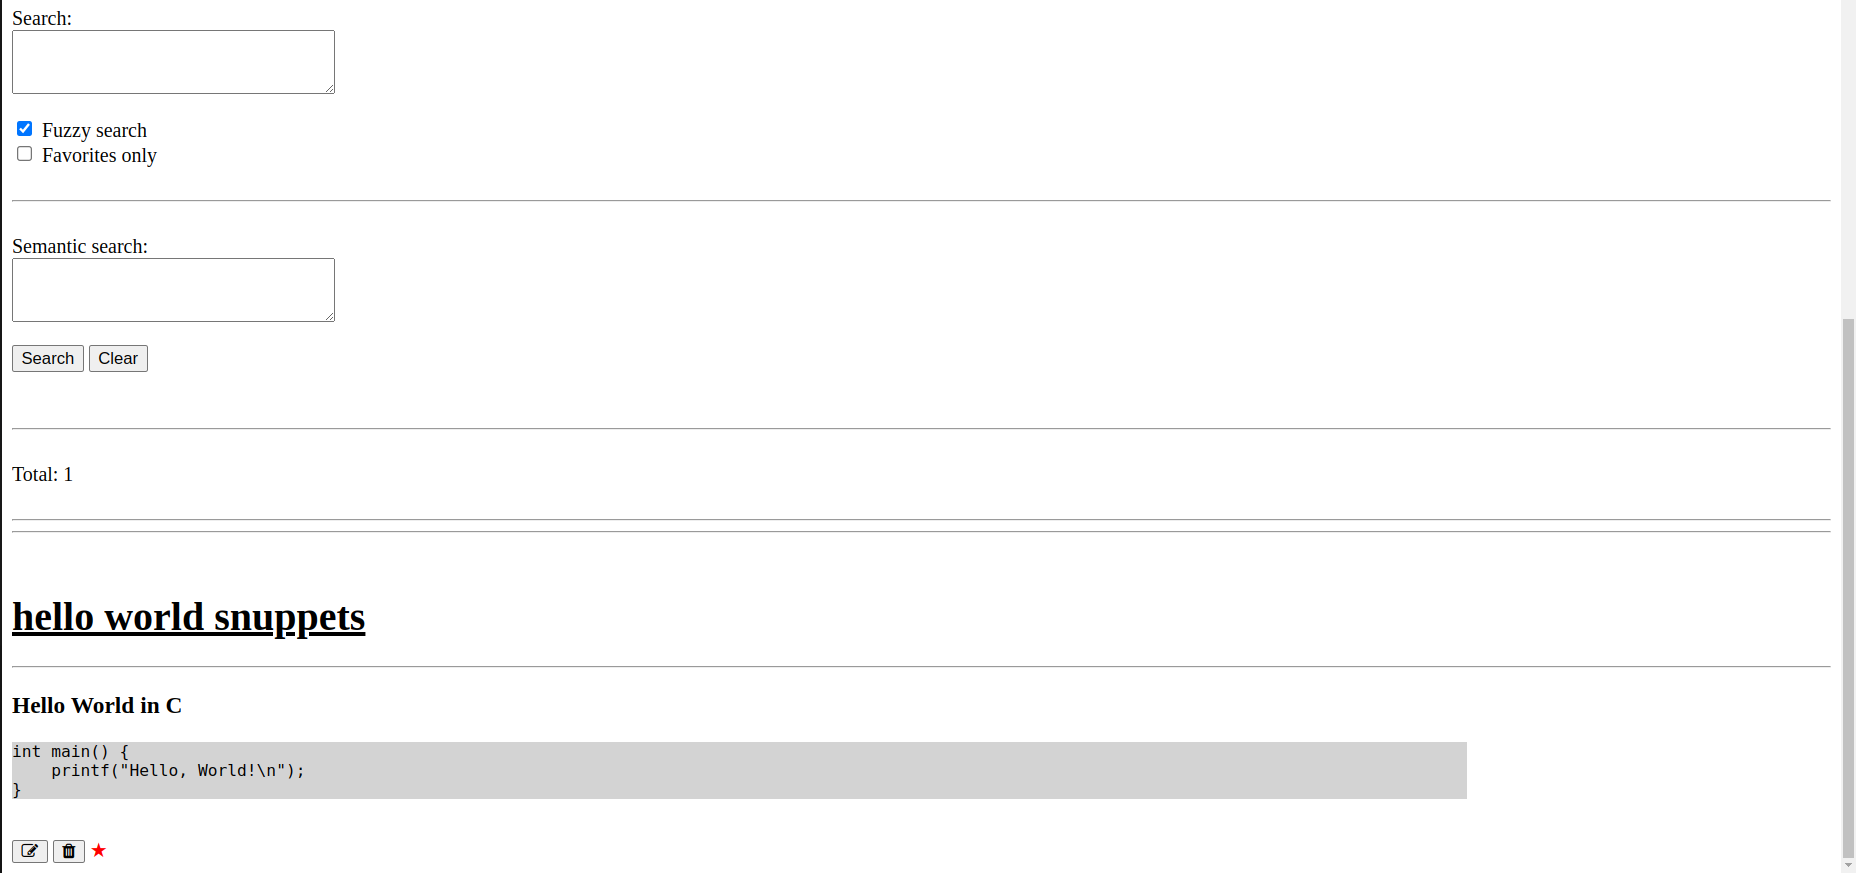 Search:
Fuzzy search
Favorites only
Semantic search:
Search Clear
Total: 1
hello world snuppets
Hello World in C
int main() {
    printf("Hello, World!\n");
}